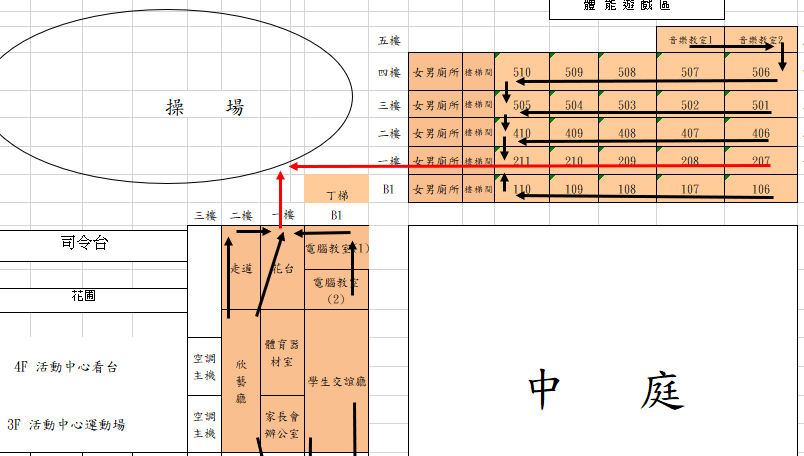 體 能 遊 戲 區
五樓
音樂教室1 音樂教室2
四樓 女男廁所 樓梯間 510 509 508 507 506
三樓 女男廁所 樓梯間 505 504 503 502 501
二樓 女男廁所 樓梯間 410 409 408 407 406
一樓 女男廁所 樓梯間 211 210 209 208 207
B1 女男廁所 樓梯間 110 109 108 107 106
操 場
丁梯
三樓 二樓 一樓 B1
司令台
走道 花台 電腦教室(1)
電腦教室
(2)
花圃
4F 活動中心看台
3F 活動中心運動場
空調
主機
空調
主機
欣
藝
廳
體育器
材室
家長會
辦公室
學生交誼廳
中 庭